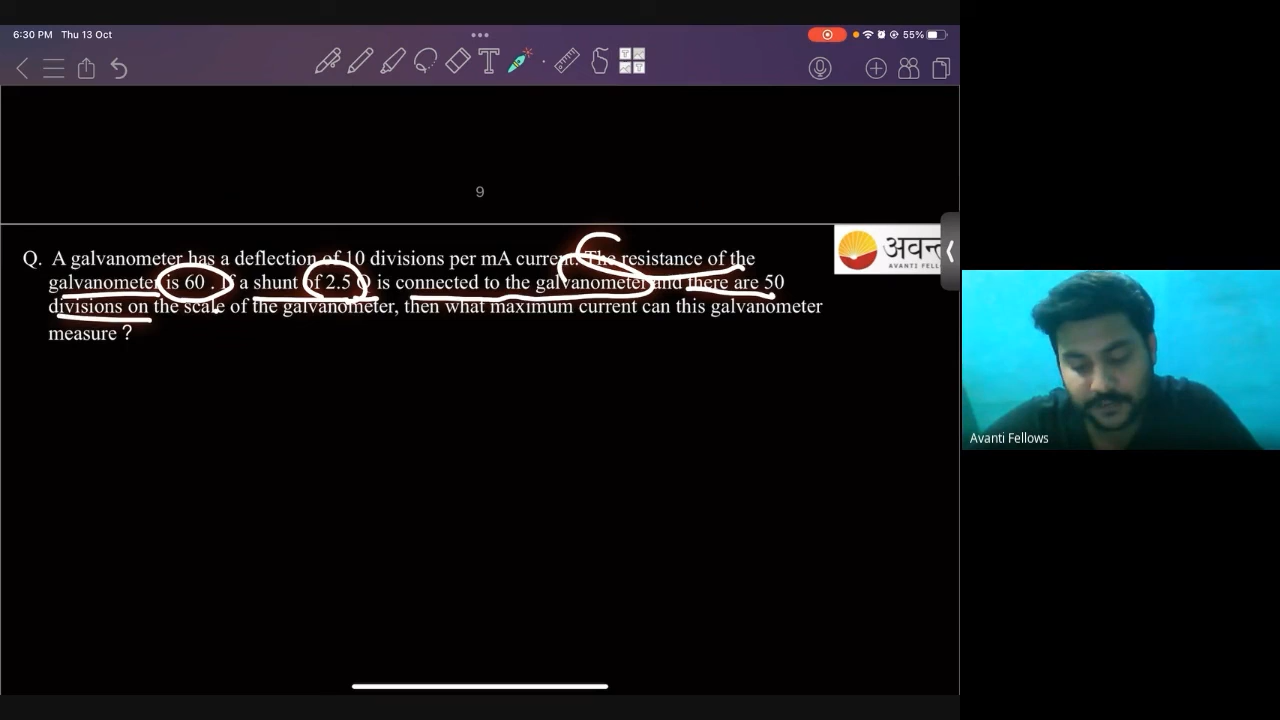 6:30 PM Thu 13 Oct
55%
9
अवन्
AVANTI FELL
Q. A galvanometer has a deflection of 10 divisions per mA current. The resistance of the
galvanometer is 60 . If a shunt of 2.5 Ω is connected to the galvanometer and there are 50
divisions on the scale of the galvanometer, then what maximum current can this galvanometer
measure ?
Avanti Fellows